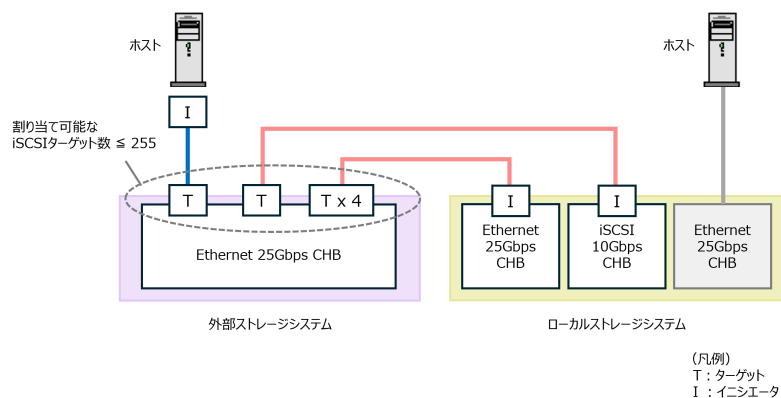 ホスト
ホスト
I
割り当て可能な
iSCSIターゲット数 ≦ 255
T
T
T x 4
I
I
Ethernet 25Gbps CHB
Ethernet
25Gbps
CHB
iSCSI
10Gbps
CHB
Ethernet
25Gbps
CHB
外部ストレージシステム
ローカルストレージシステム
(凡例)
T：ターゲット
I：イニシエータ